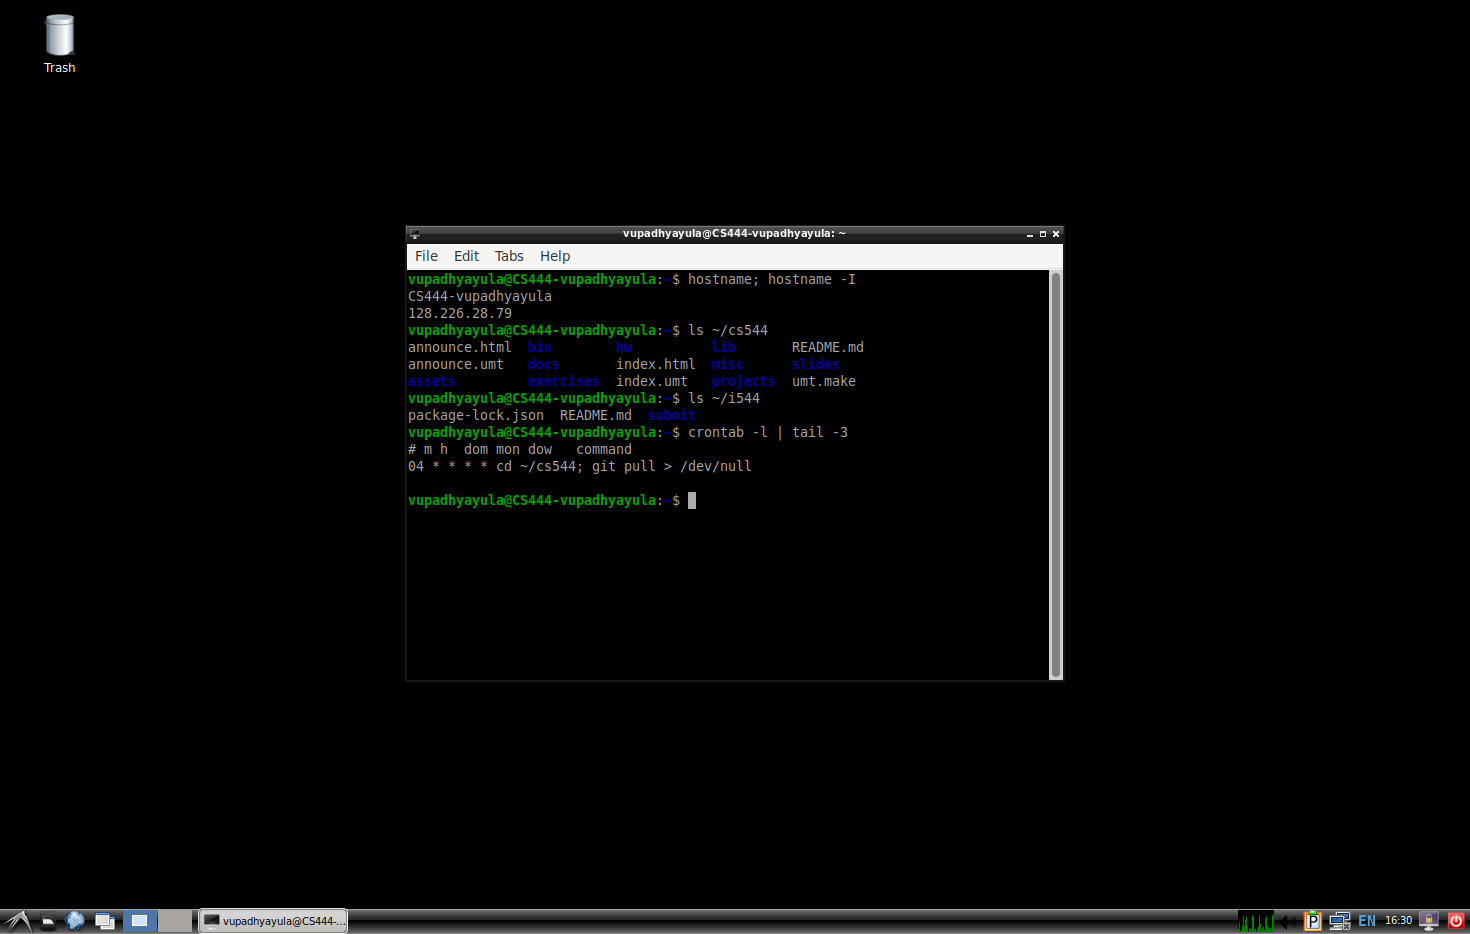 Trash
vupadhyayula@CS444-vupadhyayula: ~
File Edit Tabs Help
vupadhyayula@CS444-vupadhyayula:~$ hostname; hostname -I
CS444-vupadhyayula
128.226.28.79
vupadhyayula@CS444-vupadhyayula:~$ ls ~/cs544
announce.html bin hw lib README.md
announce.umt docs index.html misc slides
assets exercises index.umt projects umt.make
vupadhyayula@CS444-vupadhyayula:~$ ls ~/i544
package-lock.json README.md submit
vupadhyayula@CS444-vupadhyayula:~$ crontab -l | tail -3
# m h dom mon dow command
04 * * * * cd ~/cs544; git pull > /dev/null
vupadhyayula@CS444-vupadhyayula:~$
vupadhyayula@CS444-... P EN 16:30